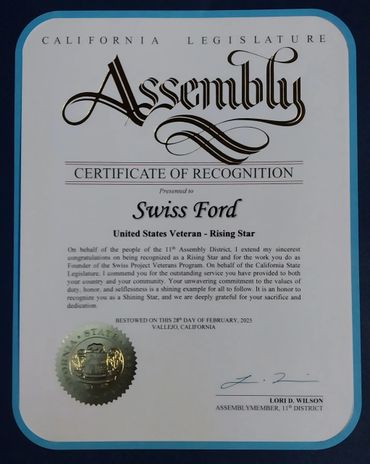 CALIFORNIA LEGISLATURE
Assembly
CERTIFICATE OF RECOGNITION
Presented to
Swiss Ford
United States Veteran - Rising Star
On behalf of the people of the 11th Assembly District, I extend my sincerest
congratulations on being recognized as a Rising Star and for the work you do as
Founder of the Swiss Project Veterans Program. On behalf of the California State
Legislature, I commend you for the outstanding service you have provided to both
your country and your community. Your unwavering commitment to the values of
duty, honor, and selflessness is a shining example for all to follow. It is an honor to
recognize you as a Shining Star, and we are deeply grateful for your sacrifice and
dedication.
BESTOWED ON THIS 28th DAY OF FEBRUARY, 2025
VALLEJO, CALIFORNIA
LORI D. WILSON
ASSEMBLYMEMBER, 11th DISTRICT